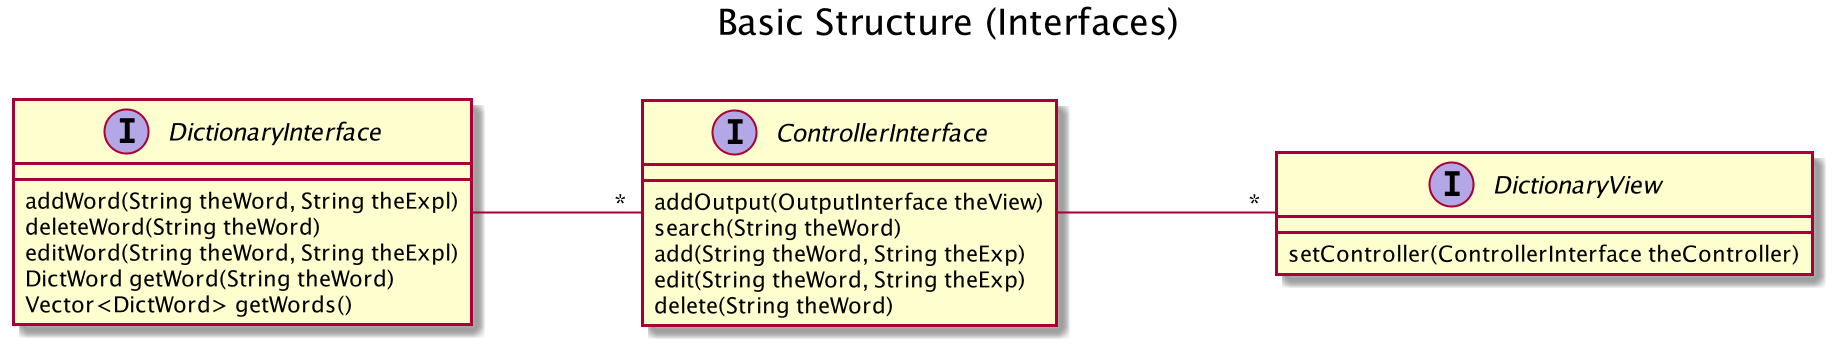 Basic Structure (Interfaces)
I DictionaryInterface
addWord(String theWord, String theExpl)
deleteWord(String theWord)
editWord(String theWord, String theExpl)
DictWord getWord(String theWord)
Vector<DictWord> getWords()
*
I ControllerInterface
addOutput(OutputInterface theView)
search(String theWord)
add(String theWord, String theExp)
edit(String theWord, String theExp)
delete(String theWord)
*
I DictionaryView
setController(ControllerInterface theController)